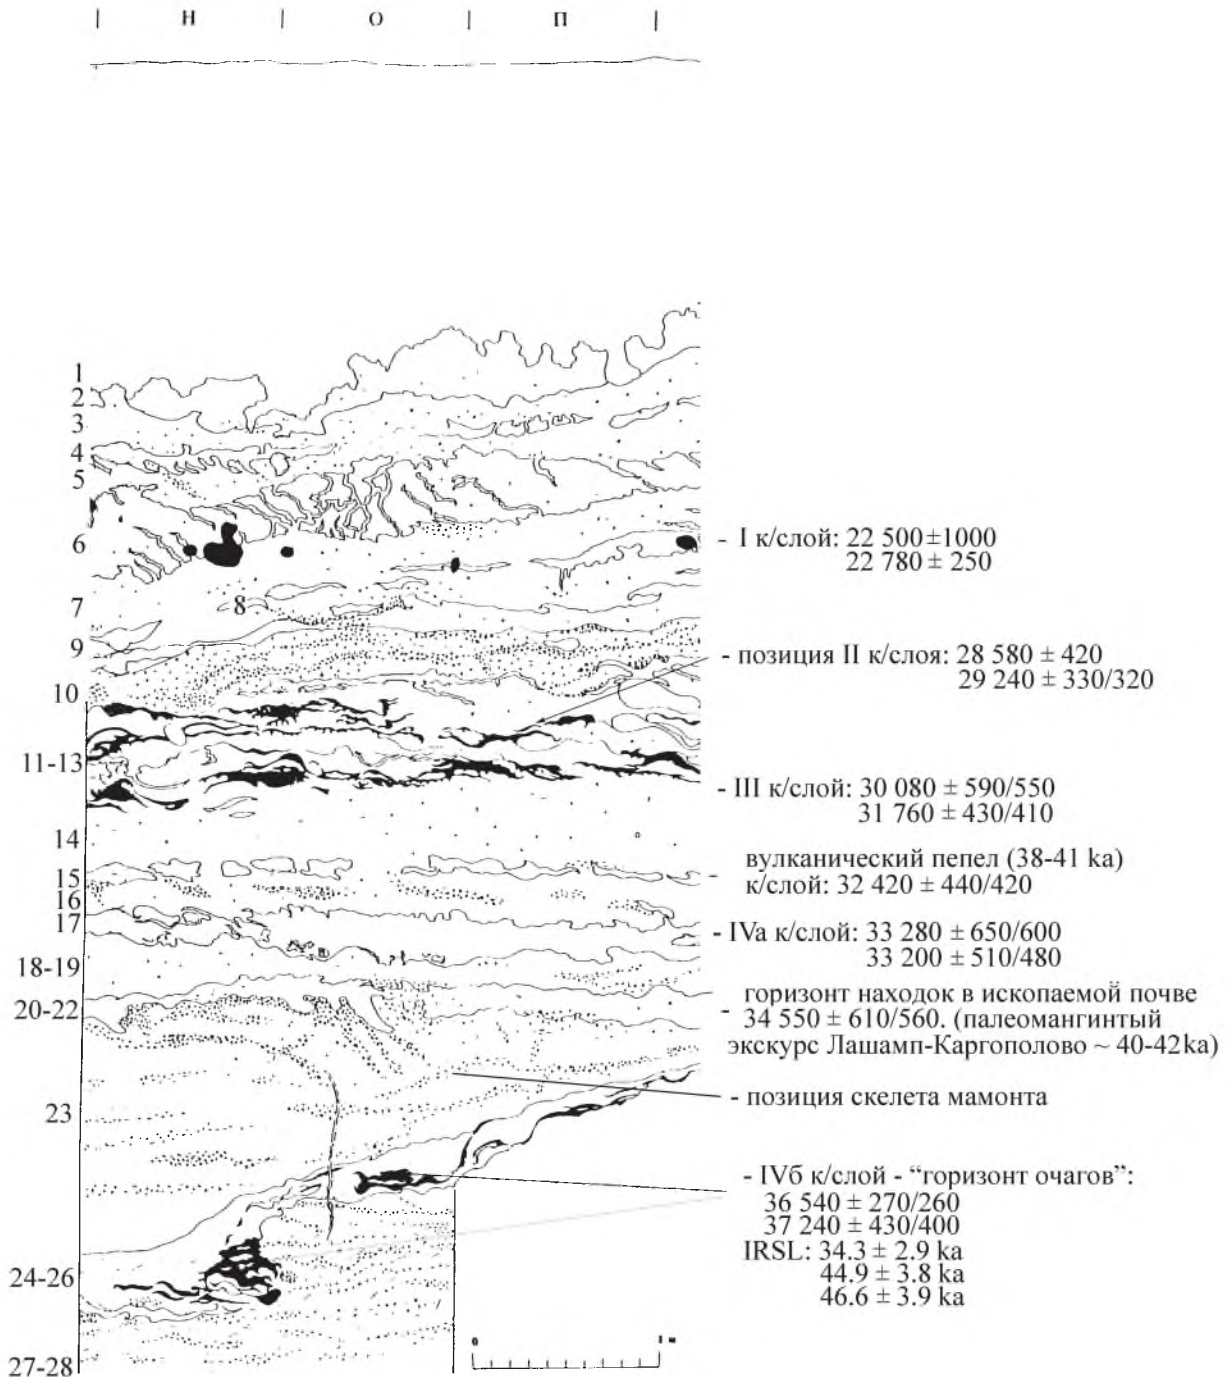 Н О П
1
2
3
4
5
6
7
8
9
10
11-13
14
15
16
17
18-19
20-22
23
24-26
27-28
- I к/слой: 22 500 ±1000
22 780 ± 250
- позиция II к/слоя: 28 580 ± 420
29 240 ± 330/320
- III к/слой: 30 080 ± 590/550
31 760 ± 430/410
вулканический пепел (38-41 ka)
- к/слой: 32 420 ± 440/420
- IVa к/слой: 33 280 ± 650/600
33 200 ± 510/480
горизонт находок в ископаемой почве
- 34 550 ± 610/560. (палеомангинтый
экскурс Лашамп-Каргополово ~ 40-42ka)
- позиция скелета мамонта
- IVб к/слой - “горизонт очагов”:
36 540 ± 270/260
37 240 ± 430/400
IRSL: 34.3 ± 2.9 ka
44.9 ± 3.8 ka
46.6 ± 3.9 ka
0 1 м